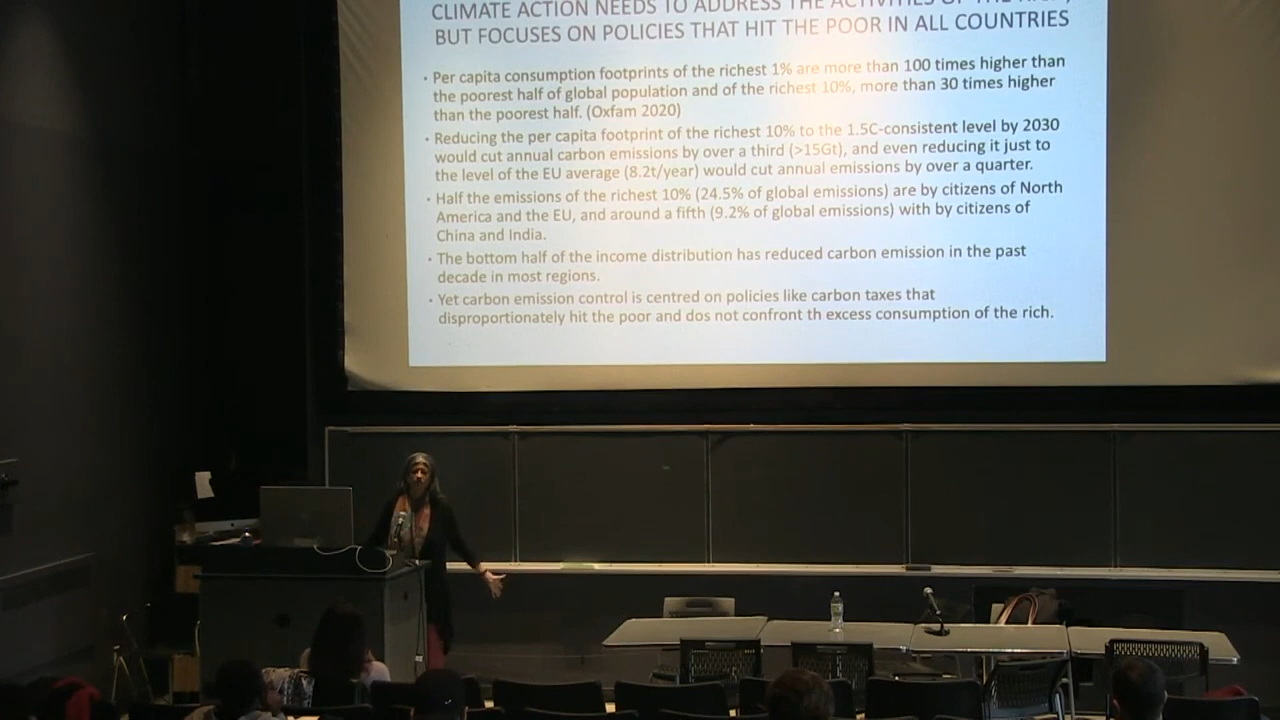 CLIMATE ACTION NEEDS TO ADDRESS THE ACTIVITIES OF THE RICH,
BUT FOCUSES ON POLICIES THAT HIT THE POOR IN ALL COUNTRIES
• Per capita consumption footprints of the richest 1% are more than 100 times higher than
the poorest half of global population and of the richest 10%, more than 30 times higher
than the poorest half. (Oxfam 2020)
• Reducing the per capita footprint of the richest 10% to the 1.5C-consistent level by 2030
would cut annual carbon emissions by over a third (>15Gt), and even reducing it just to
the level of the EU average (8.2t/year) would cut annual emissions by over a quarter.
• Half the emissions of the richest 10% (24.5% of global emissions) are by citizens of North
America and the EU, and around a fifth (9.2% of global emissions) with by citizens of
China and India.
• The bottom half of the income distribution has reduced carbon emission in the past
decade in most regions.
• Yet carbon emission control is centred on policies like carbon taxes that
disproportionately hit the poor and dos not confront th excess consumption of the rich.